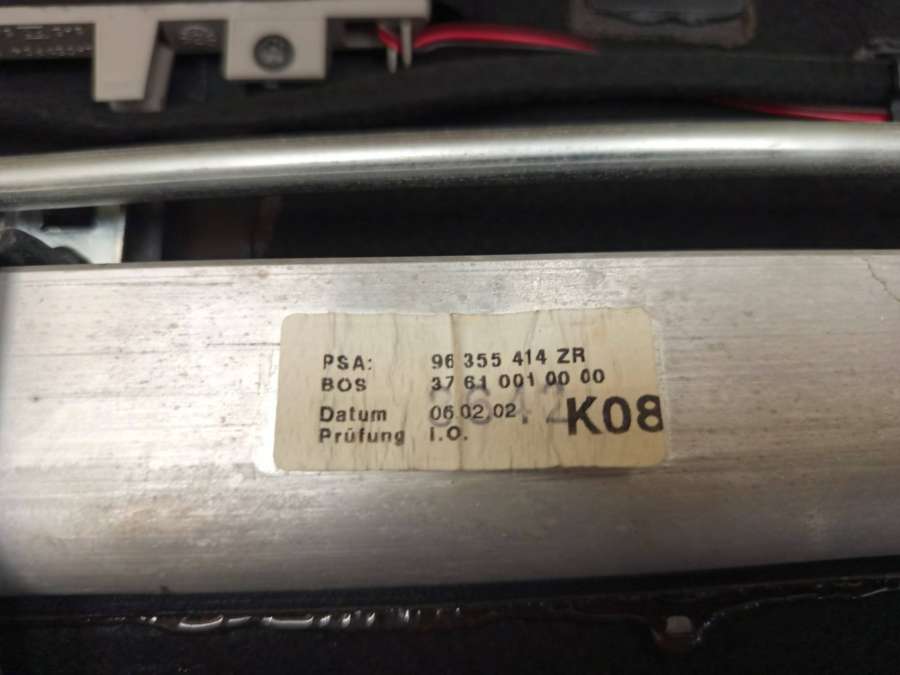 PSA: 96 355 414 ZR
BOS 37 61 001 00 00
Datum 06 02 02
Prüfung I.O.
K08